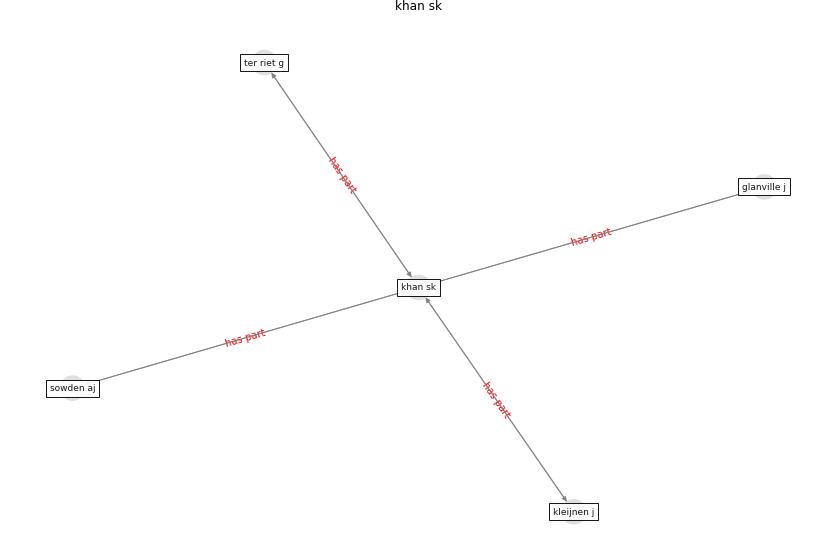 khan sk
ter riet g
has part
glanville j
has part
khan sk
has part
sowden aj
has part
kleijnen j